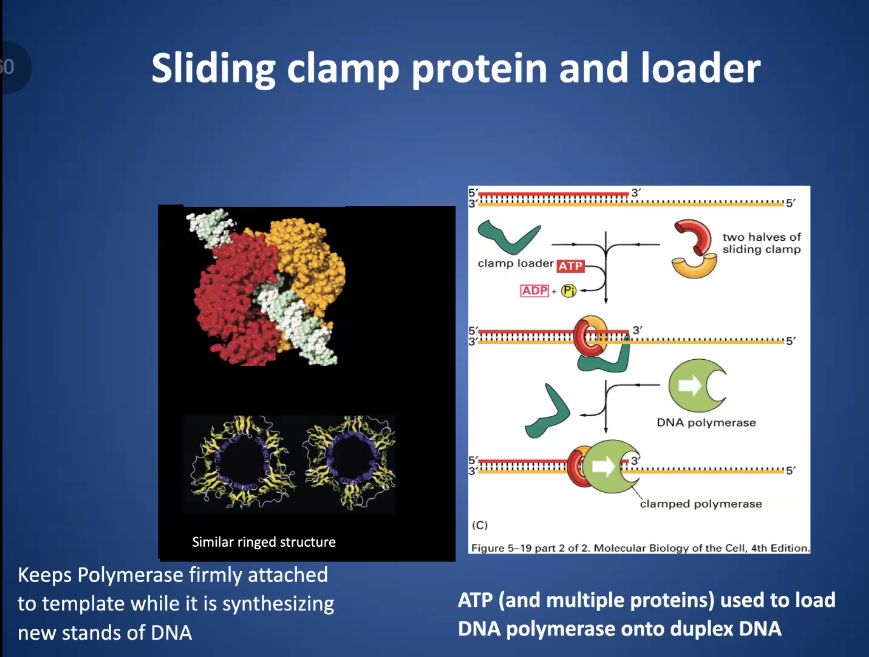 Sliding clamp protein and loader
5′
3′
3′
5′
clamp loader
ATP
ADP + Pi
two halves of
sliding clamp
5′
3′
3′
5′
DNA polymerase
5′
3′
3′
5′
clamped polymerase
(C)
Figure 5–19 part 2 of 2. Molecular Biology of the Cell, 4th Edition.
Similar ringed structure
Keeps Polymerase firmly attached
to template while it is synthesizing
new stands of DNA
ATP (and multiple proteins) used to load
DNA polymerase onto duplex DNA